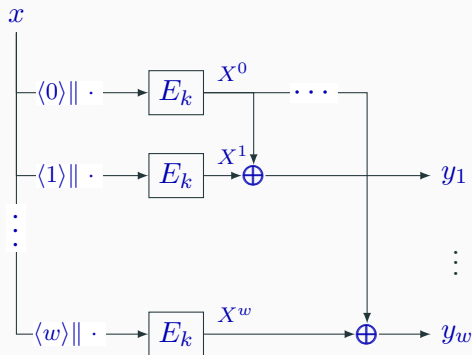 x
⟨0⟩∥ · E_k X^0 ⋯
⟨1⟩∥ · E_k X^1 ⊕ y_1
⋮ ⋮
⟨w⟩∥ · E_k X^w ⊕ y_w